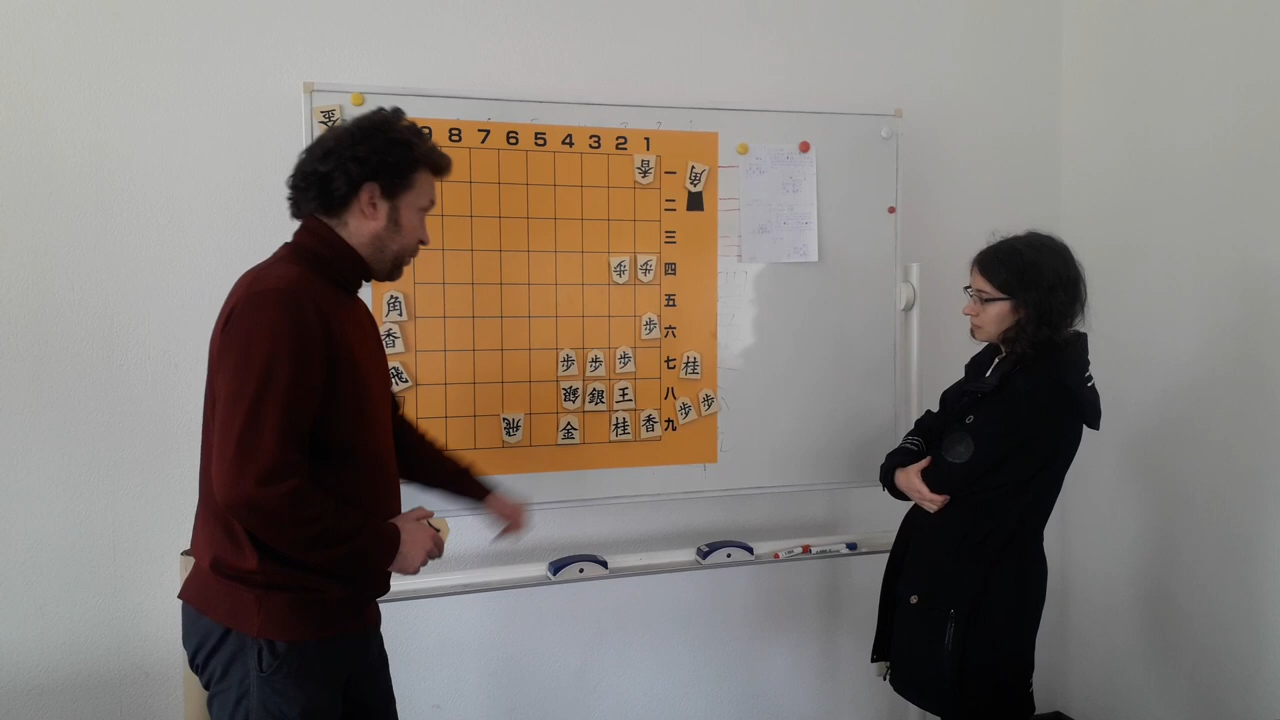 金
9 8 7 6 5 4 3 2 1
香 一 角
二
三
歩 歩 四
角 五
香 歩 六
飛 歩 歩 歩 七 桂
銀 銀 王 八 歩 歩
飛 金 桂 香 九